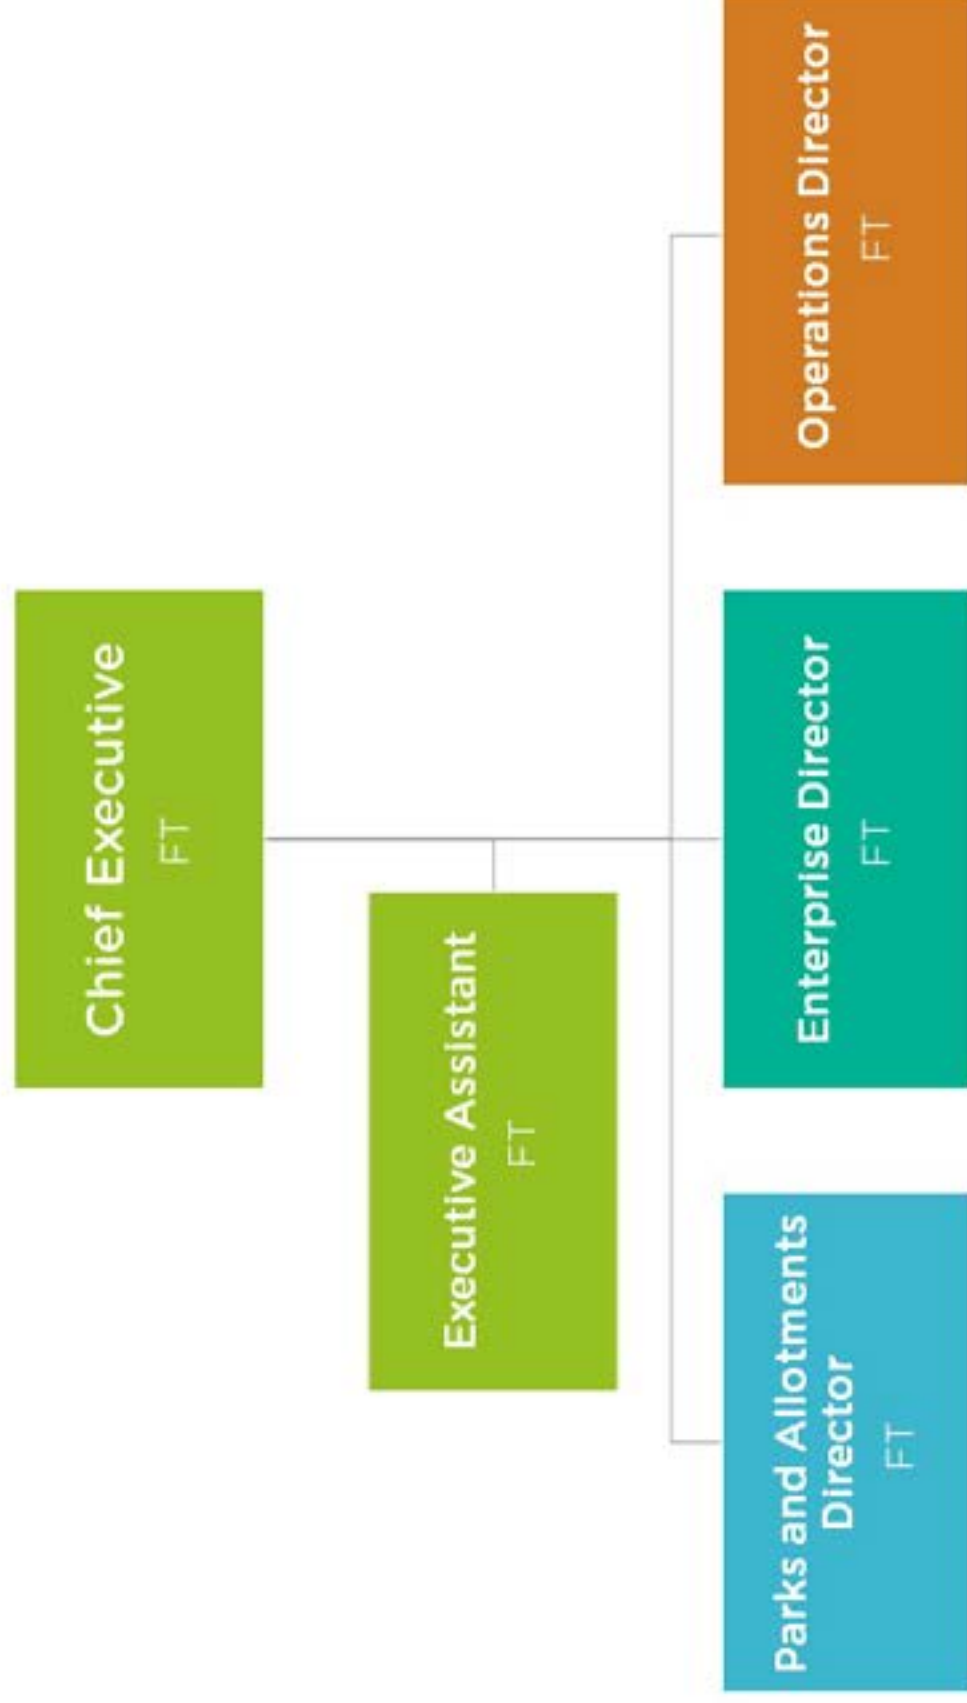 Chief Executive
FT
Executive Assistant
FT
Parks and Allotments
Director
FT
Enterprise Director
FT
Operations Director
FT